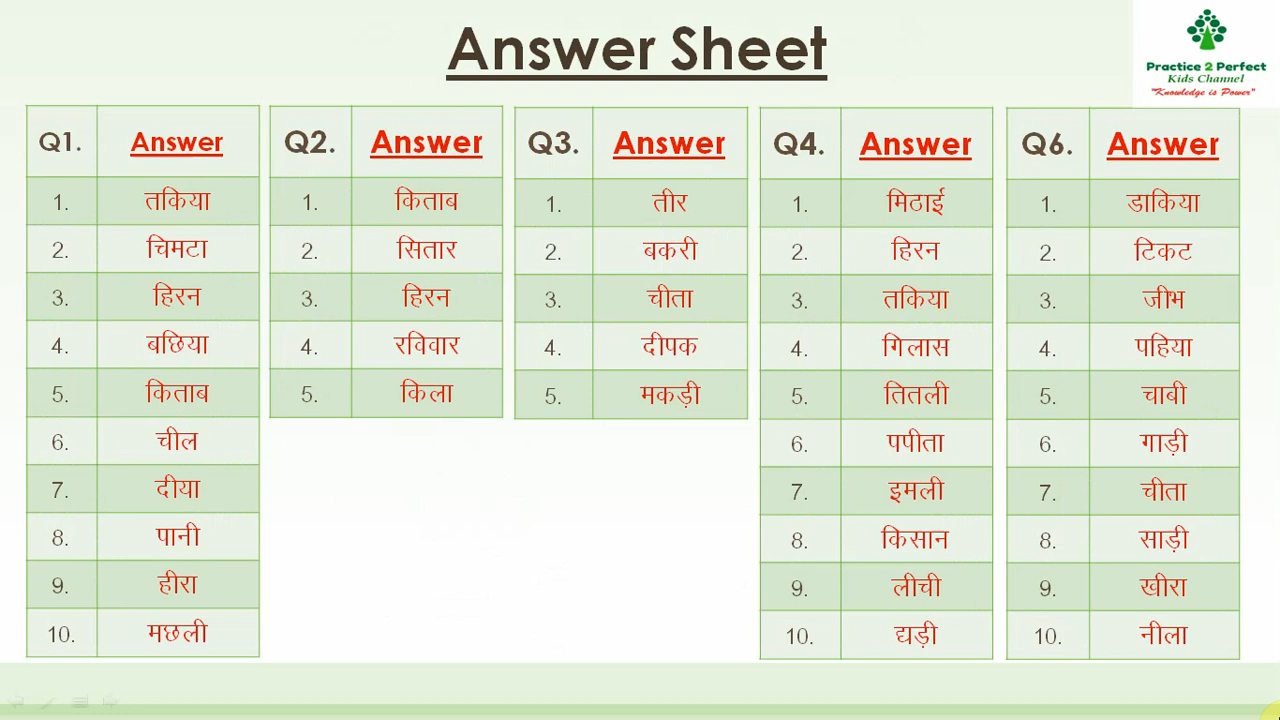 Answer Sheet
Practice 2 Perfect
Kids Channel
"Knowledge is Power"
Q1. Answer
1. तकिया
2. चिमटा
3. हिरन
4. बछिया
5. किताब
6. चील
7. दीया
8. पानी
9. हीरा
10. मछली
Q2. Answer
1. किताब
2. सितार
3. हिरन
4. रविवार
5. किला
Q3. Answer
1. तीर
2. बकरी
3. चीता
4. दीपक
5. मकड़ी
Q4. Answer
1. मिठाई
2. हिरन
3. तकिया
4. गिलास
5. तितली
6. पपीता
7. इमली
8. किसान
9. लीची
10. द्यड़ी
Q6. Answer
1. डाकिया
2. टिकट
3. जीभ
4. पहिया
5. चाबी
6. गाड़ी
7. चीता
8. साड़ी
9. खीरा
10. नीला